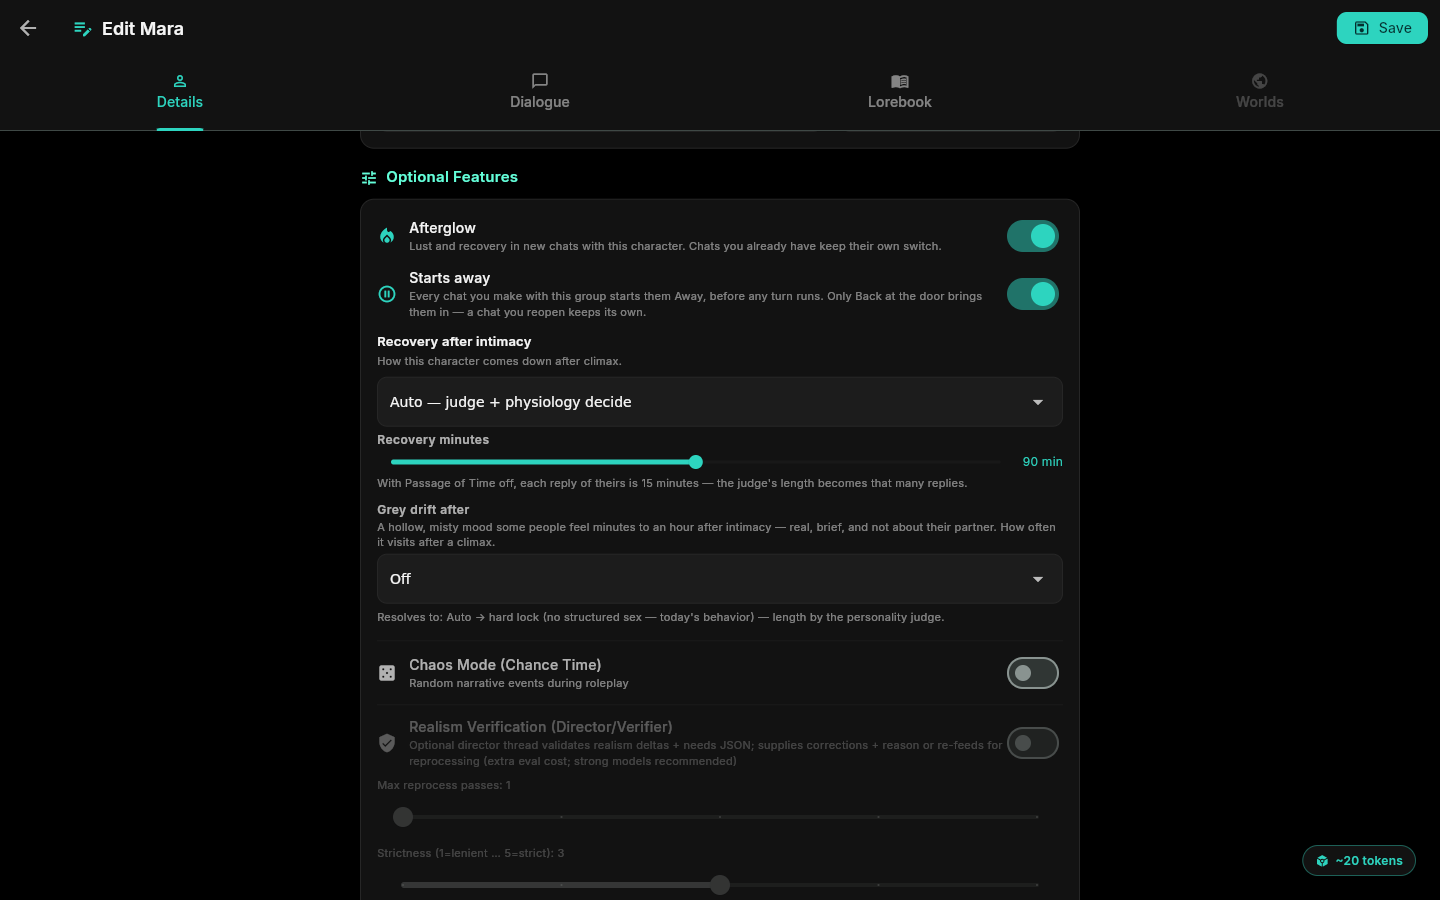 Edit Mara
Save
Details
Dialogue
Lorebook
Worlds
Optional Features
Afterglow
Lust and recovery in new chats with this character. Chats you already have keep their own switch.
Starts away
Every chat you make with this group starts them Away, before any turn runs. Only Back at the door brings
them in — a chat you reopen keeps its own.
Recovery after intimacy
How this character comes down after climax.
Auto — judge + physiology decide
Recovery minutes
90 min
With Passage of Time off, each reply of theirs is 15 minutes — the judge's length becomes that many replies.
Grey drift after
A hollow, misty mood some people feel minutes to an hour after intimacy — real, brief, and not about their partner. How often
it visits after a climax.
Off
Resolves to: Auto → hard lock (no structured sex — today's behavior) — length by the personality judge.
Chaos Mode (Chance Time)
Random narrative events during roleplay
Realism Verification (Director/Verifier)
Optional director thread validates realism deltas + needs JSON; supplies corrections + reason or re-feeds for
reprocessing (extra eval cost; strong models recommended)
Max reprocess passes: 1
Strictness (1=lenient ... 5=strict): 3
~20 tokens